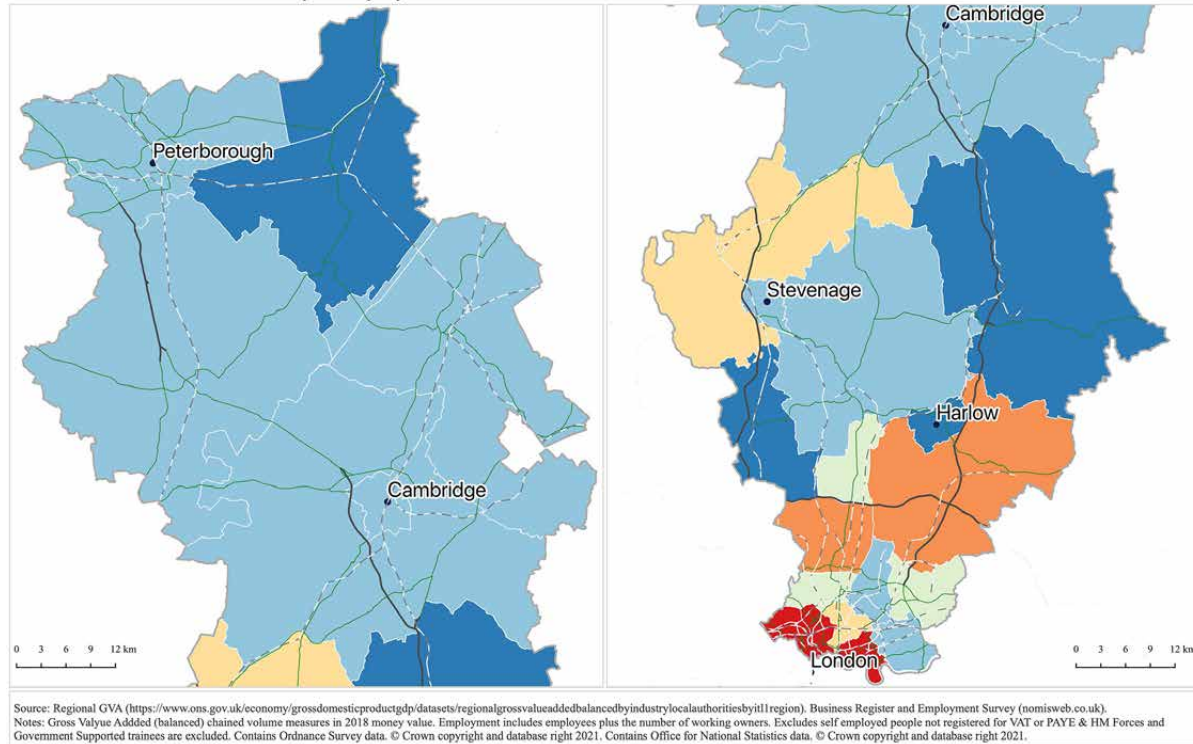 Cambridge
Peterborough
Stevenage
Harlow
Cambridge
London
0 3 6 9 12 km
0 3 6 9 12 km
Source: Regional GVA (https://www.ons.gov.uk/economy/grossdomesticproductgdp/datasets/regionalgrossvalueaddedbalancedbyindustrylocalauthoritiesbyitl1region). Business Register and Employment Survey (nomisweb.co.uk).
Notes: Gross Valyue Addded (balanced) chained volume measures in 2018 money value. Employment includes employees plus the number of working owners. Excludes self employed people not registered for VAT or PAYE & HM Forces and
Government Supported trainees are excluded. Contains Ordnance Survey data. © Crown copyright and database right 2021. Contains Office for National Statistics data. © Crown copyright and database right 2021.